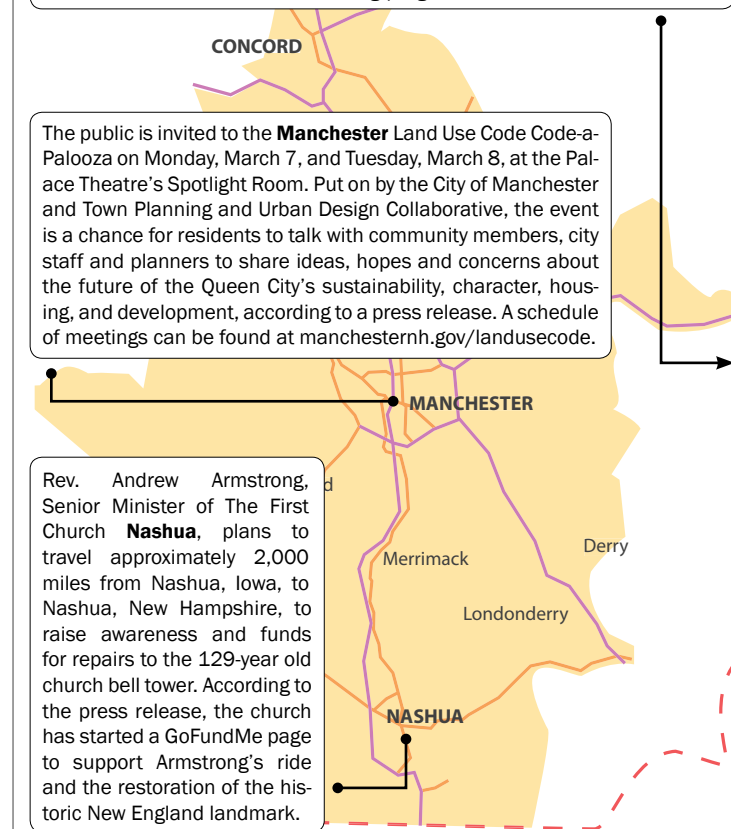 CONCORD
The public is invited to the Manchester Land Use Code Code-a-
Palooza on Monday, March 7, and Tuesday, March 8, at the Pal-
ace Theatre’s Spotlight Room. Put on by the City of Manchester
and Town Planning and Urban Design Collaborative, the event
is a chance for residents to talk with community members, city
staff and planners to share ideas, hopes and concerns about
the future of the Queen City’s sustainability, character, hous-
ing, and development, according to a press release. A schedule
of meetings can be found at manchesternh.gov/landusecode.
MANCHESTER
Rev. Andrew Armstrong,
Senior Minister of The First
Church Nashua, plans to
travel approximately 2,000
miles from Nashua, Iowa, to
Nashua, New Hampshire, to
raise awareness and funds
for repairs to the 129-year old
church bell tower. According to
the press release, the church
has started a GoFundMe page
to support Armstrong’s ride
and the restoration of the his-
toric New England landmark.
d
Merrimack
Derry
Londonderry
NASHUA